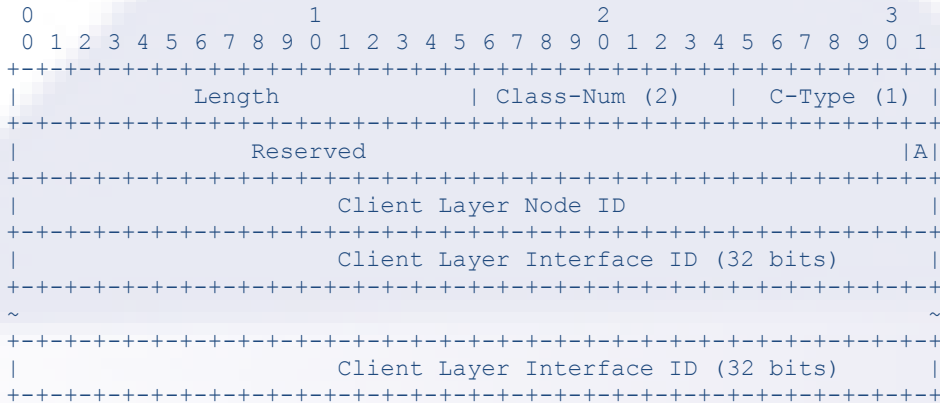 0                   1                   2                   3
 0 1 2 3 4 5 6 7 8 9 0 1 2 3 4 5 6 7 8 9 0 1 2 3 4 5 6 7 8 9 0 1
+-+-+-+-+-+-+-+-+-+-+-+-+-+-+-+-+-+-+-+-+-+-+-+-+-+-+-+-+-+-+-+-+
|            Length             | Class-Num (2)   |  C-Type (1) |
+-+-+-+-+-+-+-+-+-+-+-+-+-+-+-+-+-+-+-+-+-+-+-+-+-+-+-+-+-+-+-+-+
|                Reserved                                     |A|
+-+-+-+-+-+-+-+-+-+-+-+-+-+-+-+-+-+-+-+-+-+-+-+-+-+-+-+-+-+-+-+-+
|                      Client Layer Node ID                     |
+-+-+-+-+-+-+-+-+-+-+-+-+-+-+-+-+-+-+-+-+-+-+-+-+-+-+-+-+-+-+-+-+
|                      Client Layer Interface ID (32 bits)      |
+-+-+-+-+-+-+-+-+-+-+-+-+-+-+-+-+-+-+-+-+-+-+-+-+-+-+-+-+-+-+-+-+
~                                                               ~
+-+-+-+-+-+-+-+-+-+-+-+-+-+-+-+-+-+-+-+-+-+-+-+-+-+-+-+-+-+-+-+-+
|                      Client Layer Interface ID (32 bits)      |
+-+-+-+-+-+-+-+-+-+-+-+-+-+-+-+-+-+-+-+-+-+-+-+-+-+-+-+-+-+-+-+-+